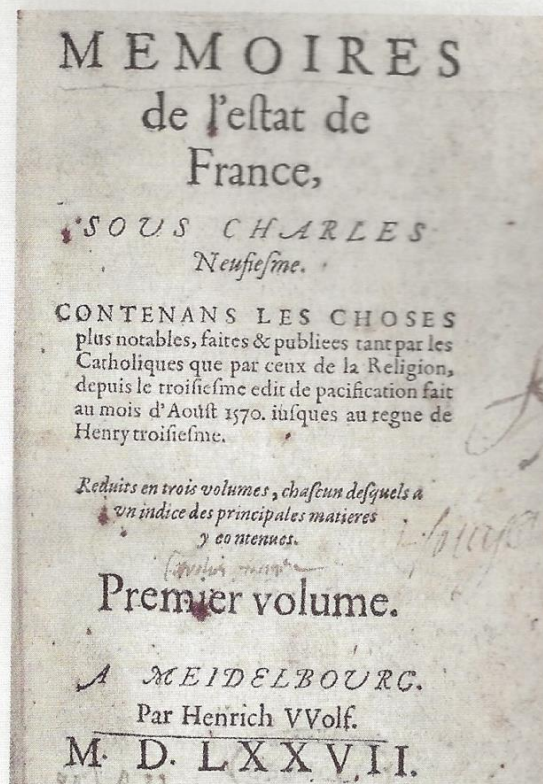 MEMOIRES
de l'eſtat de
France,
SOUS CHARLES
Neufieſme.
CONTENANS LES CHOSES
plus notables, faites & publiees tant par les
Catholiques que par ceux de la Religion,
depuis le troiſieſme edit de pacification fait
au mois d'Aouſt 1570. iuſques au regne de
Henry troiſieſme.
Reduits en trois volumes, chaſcun deſquels a
vn indice des principales matieres
y contenues.
Premier volume.
A MEIDELBOURG.
Par Henrich VVolf.
M. D. LXXVII.